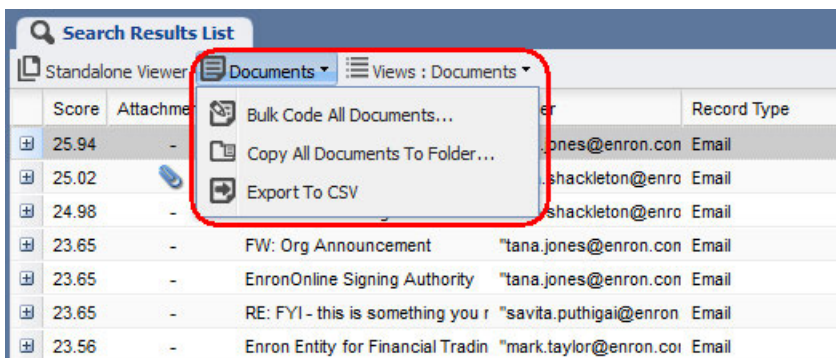 Search Results List
Standalone Viewer Documents Views : Documents
Score Attachme er Record Type
Bulk Code All Documents...
Copy All Documents To Folder...
Export To CSV
25.94 - .jones@enron.con Email
25.02 .shackleton@enro Email
24.98 - shackleton@enro Email
23.65 - FW: Org Announcement "tana.jones@enron.con Email
23.65 - EnronOnline Signing Authority "tana.jones@enron.con Email
23.65 - RE: FYI - this is something you r "savita.puthigai@enron Email
23.56 - Enron Entity for Financial Tradin "mark.taylor@enron.coi Email